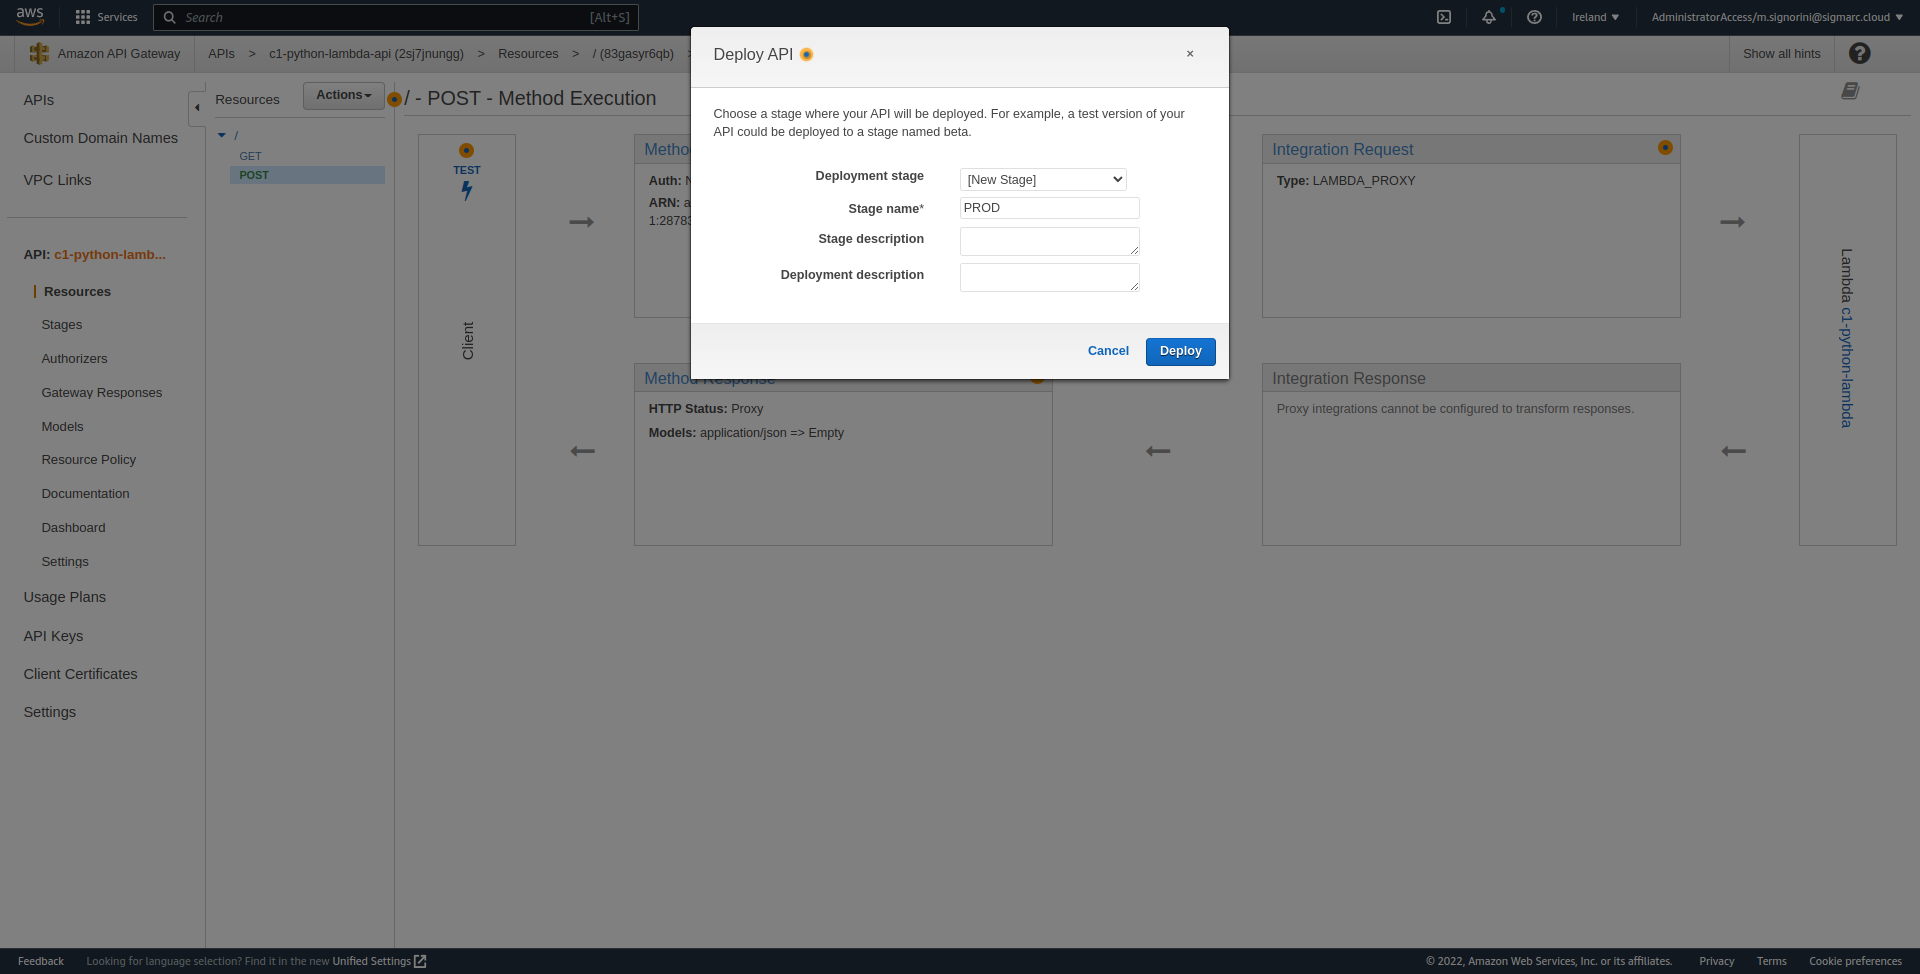 aws
Services
Search [Alt+S]
Ireland
AdministratorAccess/m.signorini@sigmarc.cloud
Amazon API Gateway
APIs > c1-python-lambda-api (2sj7jnungg) > Resources > / (83gasyr6qb)
Show all hints
APIs
Custom Domain Names
VPC Links
API: c1-python-lamb...
Resources
Stages
Authorizers
Gateway Responses
Models
Resource Policy
Documentation
Dashboard
Settings
Usage Plans
API Keys
Client Certificates
Settings
Resources
Actions
/
GET
POST
/ - POST - Method Execution
TEST
Client
Auth:
ARN:
1:2878
Deploy API
×
Choose a stage where your API will be deployed. For example, a test version of your
API could be deployed to a stage named beta.
Deployment stage [New Stage]
Stage name* PROD
Stage description
Deployment description
Cancel
Deploy
Integration Request
Type: LAMBDA_PROXY
Method Response
HTTP Status: Proxy
Models: application/json => Empty
Integration Response
Proxy integrations cannot be configured to transform responses.
Lambda c1-python-lambda
Feedback
Looking for language selection? Find it in the new Unified Settings
© 2022, Amazon Web Services, Inc. or its affiliates.
Privacy
Terms
Cookie preferences